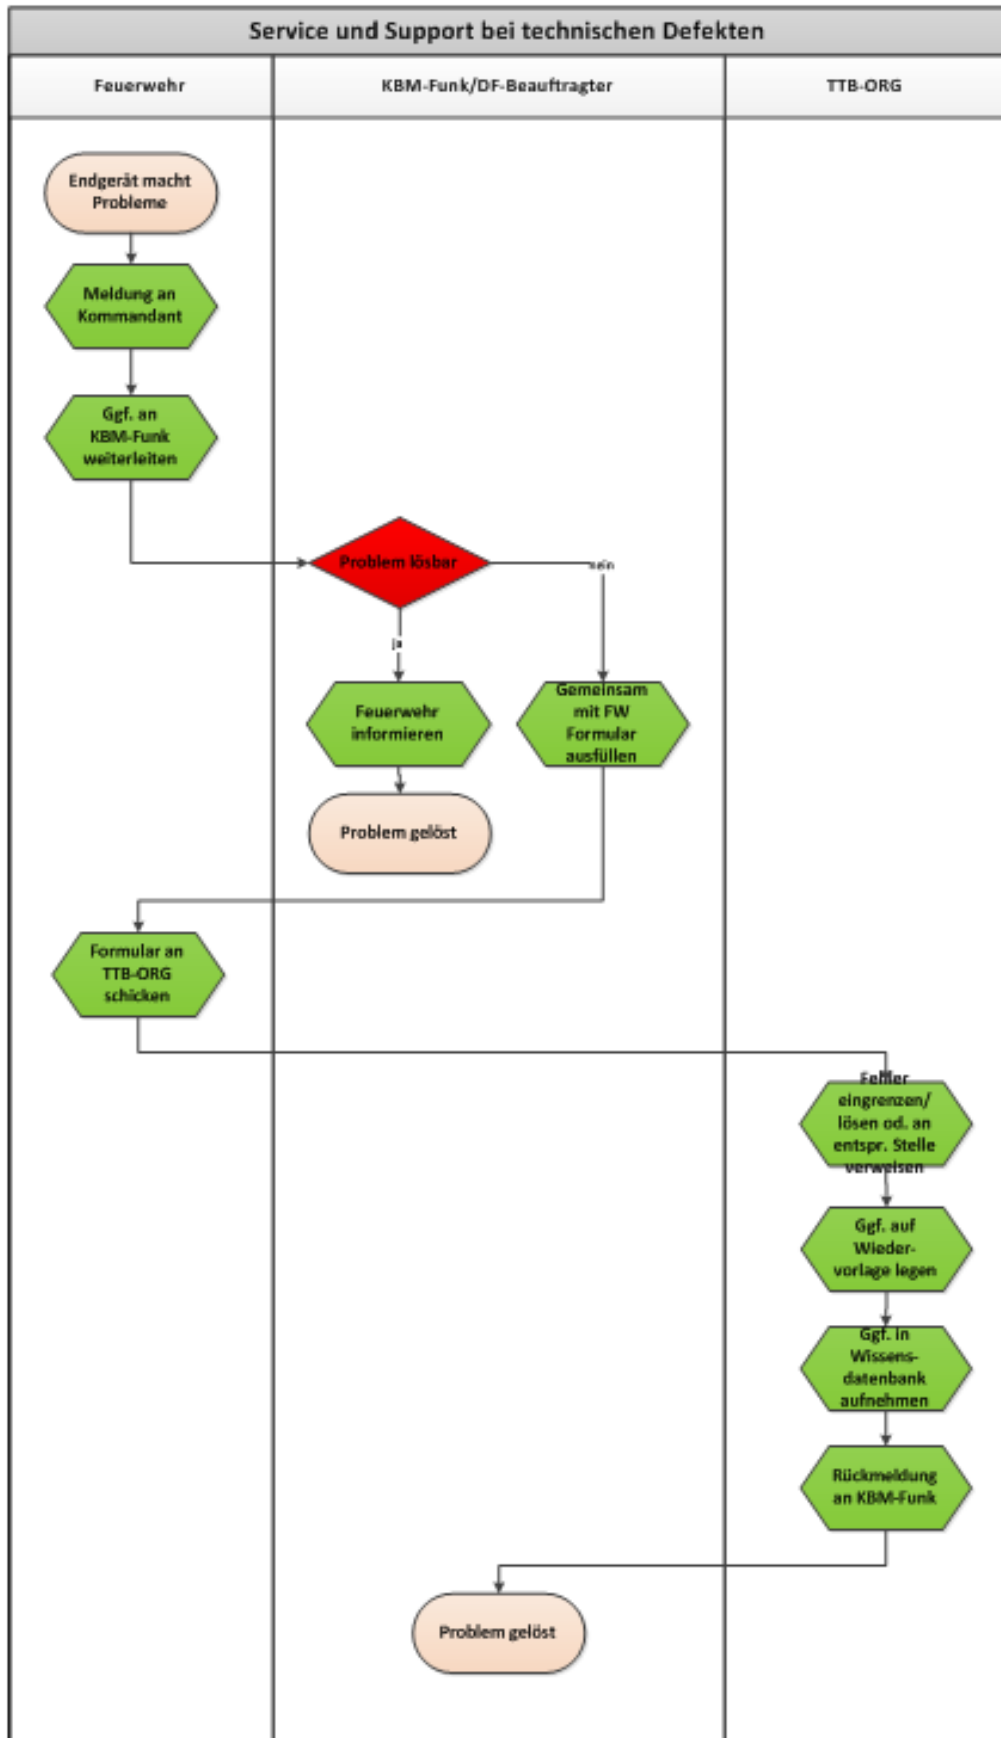 Service und Support bei technischen Defekten
Feuerwehr
KBM-Funk/DF-Beauftragter
TTB-ORG
Endgerät macht
Probleme
Meldung an
Kommandant
Ggf. an
KBM-Funk
weiterleiten
Problem lösbar
nein
ja
Feuerwehr
informieren
Gemeinsam
mit FW
Formular
ausfüllen
Problem gelöst
Formular an
TTB-ORG
schicken
Fehler
eingrenzen/
lösen od. an
entspr. Stelle
verweisen
Ggf. auf
Wieder-
vorlage legen
Ggf. in
Wissens-
datenbank
aufnehmen
Rückmeldung
an KBM-Funk
Problem gelöst